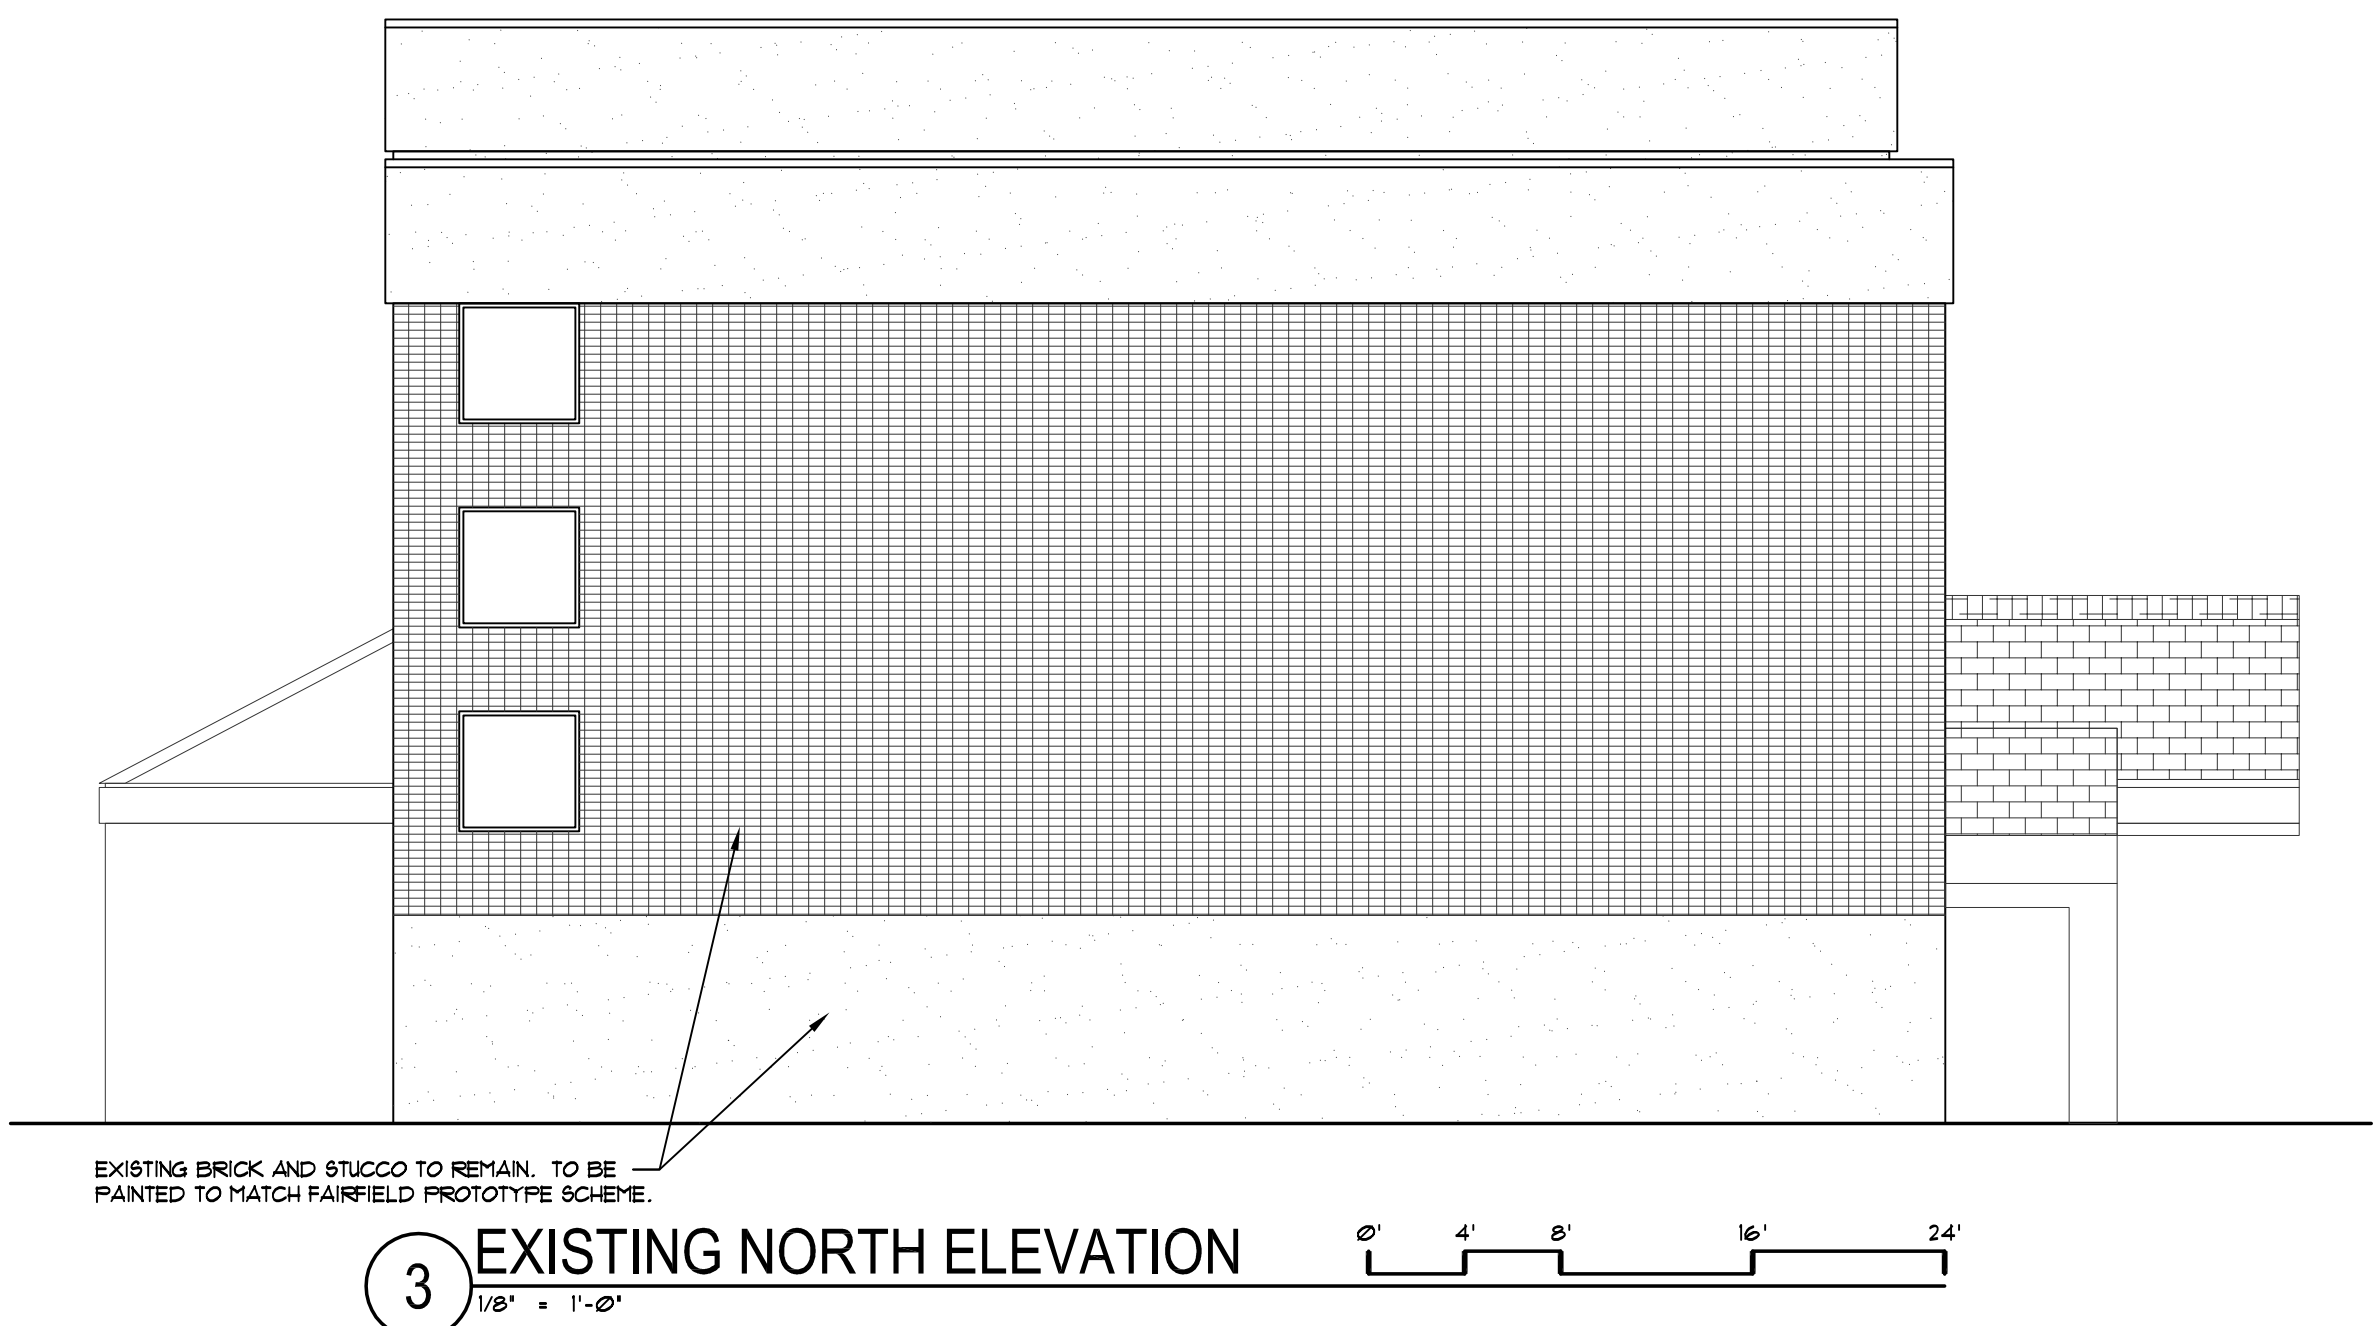 EXISTING BRICK AND STUCCO TO REMAIN. TO BE
PAINTED TO MATCH FAIRFIELD PROTOTYPE SCHEME.
3 EXISTING NORTH ELEVATION
1/8" = 1'-0"
0' 4' 8' 16' 24'